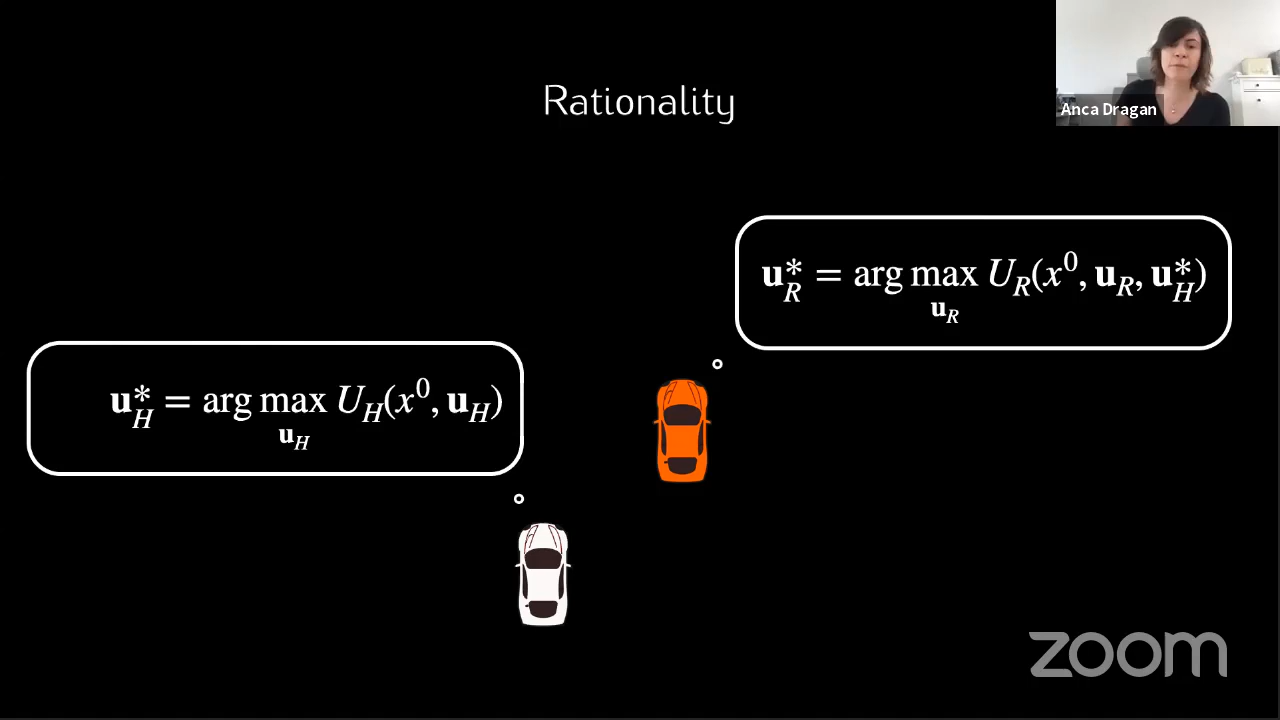 Rationality
Anca Dragan
u*_R = arg max_{u_R} U_R(x^0, u_R, u*_H)
u*_H = arg max_{u_H} U_H(x^0, u_H)
zoom